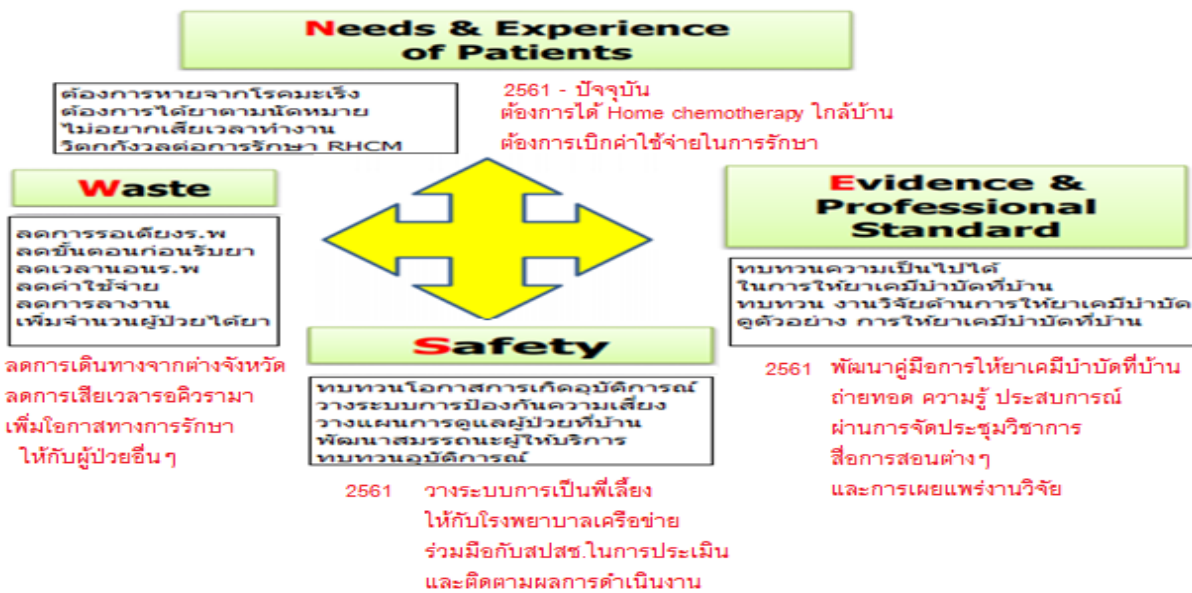 Needs & Experience
of Patients
ต้องการหายจากโรคมะเร็ง
ต้องการได้ยาตามนัดหมาย
ไม่อยากเสียเวลาทำงาน
วิตกกังวลต่อการรักษา RHCM
2561 - ปัจจุบัน
ต้องการได้ Home chemotherapy ใกล้บ้าน
ต้องการเบิกค่าใช้จ่ายในการรักษา
Waste
ลดการรอเตียงร.พ
ลดขั้นตอนก่อนรับยา
ลดเวลานอนร.พ
ลดค่าใช้จ่าย
ลดการลางาน
เพิ่มจำนวนผู้ป่วยได้ยา
ลดการเดินทางจากต่างจังหวัด
ลดการเสียเวลารอคิวรามา
เพิ่มโอกาสทางการรักษา
ให้กับผู้ป่วยอื่นๆ
Evidence &
Professional
Standard
ทบทวนความเป็นไปได้
ในการให้ยาเคมีบำบัดที่บ้าน
ทบทวน งานวิจัยด้านการให้ยาเคมีบำบัด
ดูตัวอย่าง การให้ยาเคมีบำบัดที่บ้าน
2561 พัฒนาคู่มือการให้ยาเคมีบำบัดที่บ้าน
ถ่ายทอด ความรู้ ประสบการณ์
ผ่านการจัดประชุมวิชาการ
สื่อการสอนต่างๆ
และการเผยแพร่งานวิจัย
Safety
ทบทวนโอกาสการเกิดอุบัติการณ์
วางระบบการป้องกันความเสี่ยง
วางแผนการดูแลผู้ป่วยที่บ้าน
พัฒนาสมรรถนะผู้ให้บริการ
ทบทวนอุบัติการณ์
2561 วางระบบการเป็นพี่เลี้ยง
ให้กับโรงพยาบาลเครือข่าย
ร่วมมือกับสปสช.ในการประเมิน
และติดตามผลการดำเนินงาน